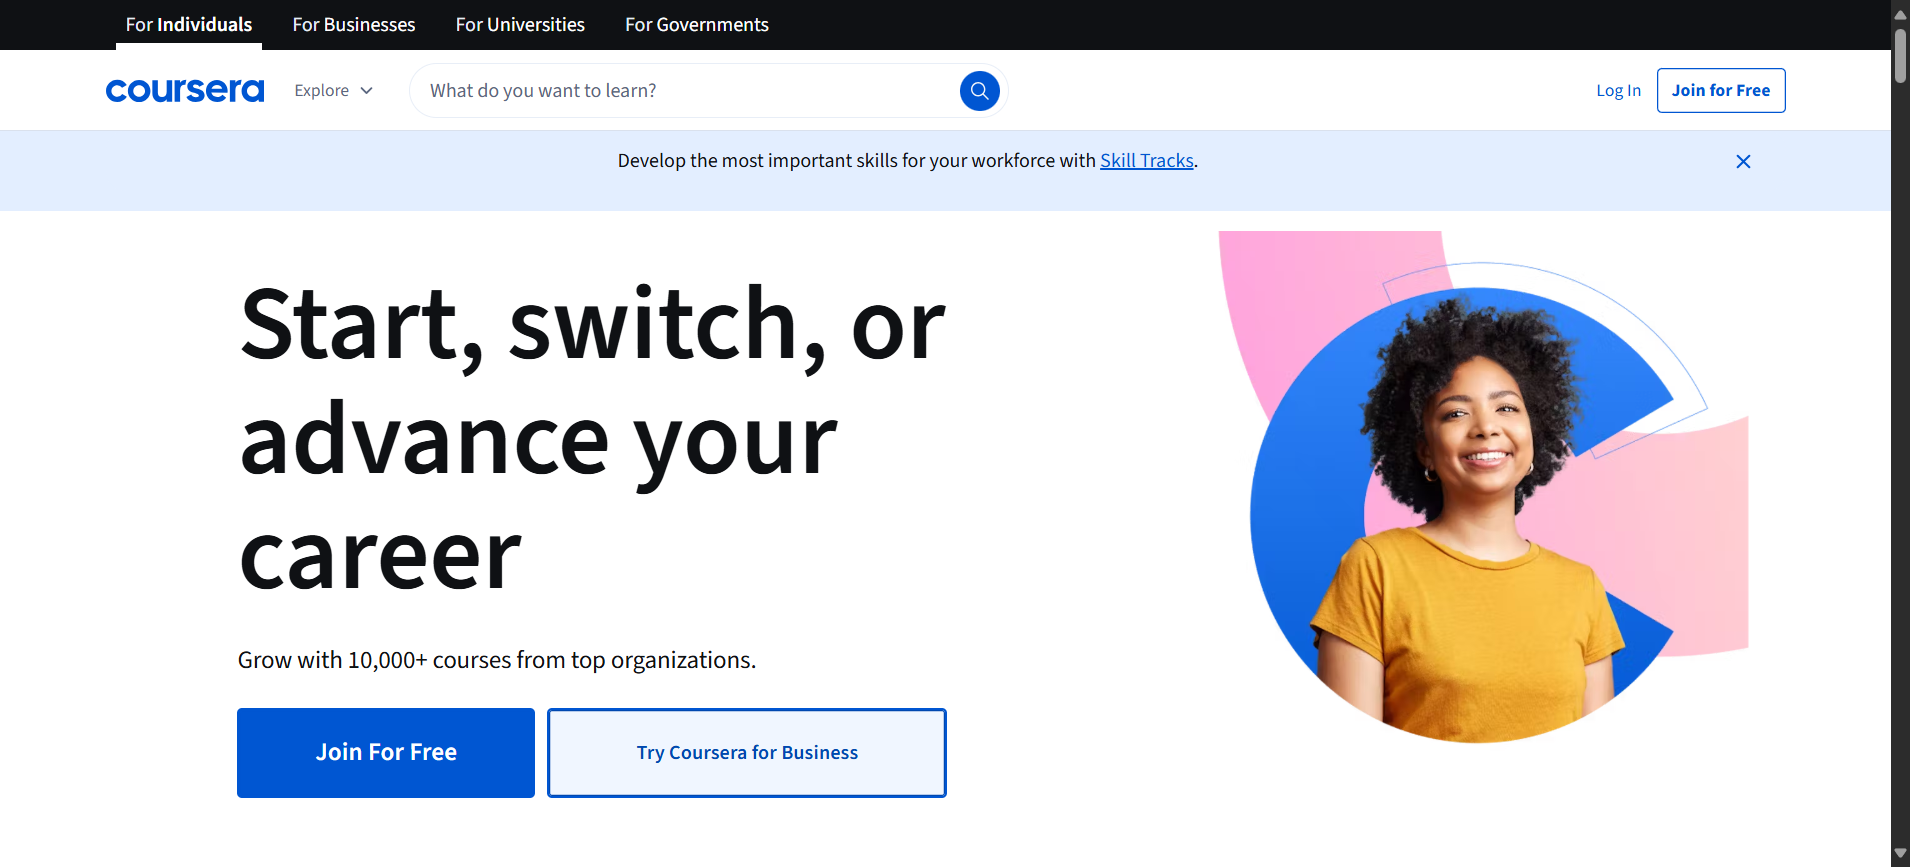 For Individuals For Businesses For Universities For Governments
coursera Explore What do you want to learn? Log In Join for Free
Develop the most important skills for your workforce with Skill Tracks.
Start, switch, or
advance your
career
Grow with 10,000+ courses from top organizations.
Join For Free Try Coursera for Business